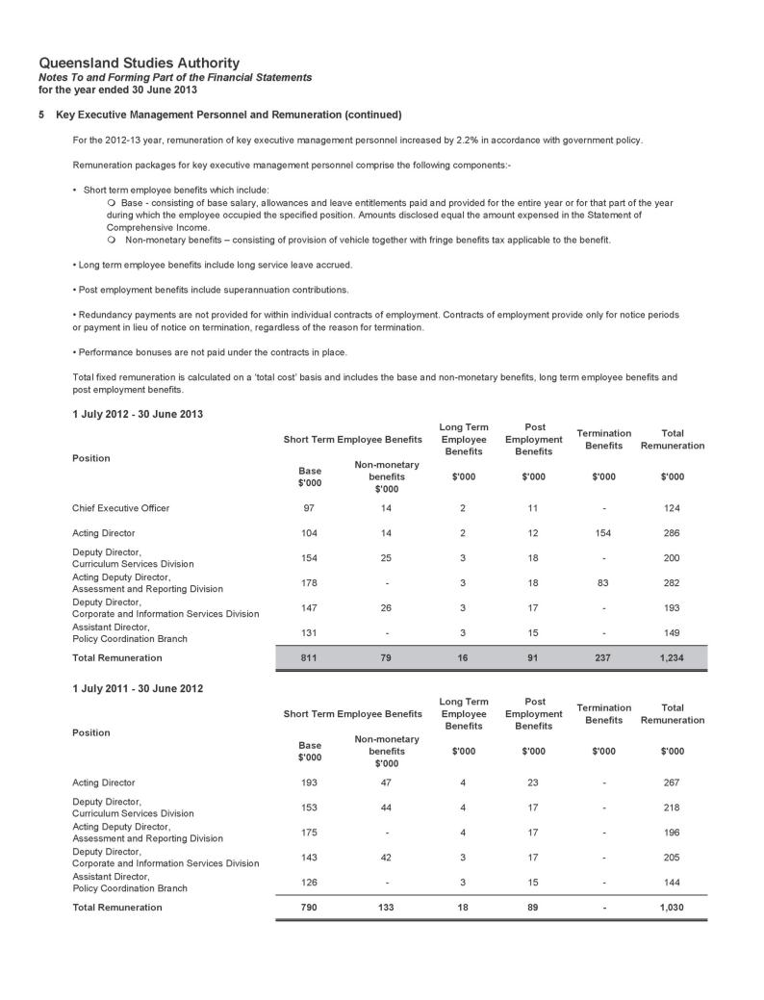 Queensland Studies Authority
Notes To and Forming Part of the Financial Statements
for the year ended 30 June 2013
5 Key Executive Management Personnel and Remuneration (continued)
For the 2012-13 year, remuneration of key executive management personnel increased by 2.2% in accordance with government policy.
Remuneration packages for key executive management personnel comprise the following components:-
• Short term employee benefits which include:
❍ Base - consisting of base salary, allowances and leave entitlements paid and provided for the entire year or for that part of the year
during which the employee occupied the specified position. Amounts disclosed equal the amount expensed in the Statement of
Comprehensive Income.
❍ Non-monetary benefits – consisting of provision of vehicle together with fringe benefits tax applicable to the benefit.
• Long term employee benefits include long service leave accrued.
• Post employment benefits include superannuation contributions.
• Redundancy payments are not provided for within individual contracts of employment. Contracts of employment provide only for notice periods
or payment in lieu of notice on termination, regardless of the reason for termination.
• Performance bonuses are not paid under the contracts in place.
Total fixed remuneration is calculated on a 'total cost' basis and includes the base and non-monetary benefits, long term employee benefits and
post employment benefits.
1 July 2012 - 30 June 2013
Position
Short Term Employee Benefits
Long Term
Employee
Benefits
Post
Employment
Benefits
Termination
Benefits
Total
Remuneration
Base
$'000
Non-monetary
benefits
$'000
$'000
$'000
$'000
$'000
Chief Executive Officer 97 14 2 11 - 124
Acting Director 104 14 2 12 154 286
Deputy Director,
Curriculum Services Division 154 25 3 18 - 200
Acting Deputy Director,
Assessment and Reporting Division 178 - 3 18 83 282
Deputy Director,
Corporate and Information Services Division 147 26 3 17 - 193
Assistant Director,
Policy Coordination Branch 131 - 3 15 - 149
Total Remuneration 811 79 16 91 237 1,234
1 July 2011 - 30 June 2012
Position
Short Term Employee Benefits
Long Term
Employee
Benefits
Post
Employment
Benefits
Termination
Benefits
Total
Remuneration
Base
$'000
Non-monetary
benefits
$'000
$'000
$'000
$'000
$'000
Acting Director 193 47 4 23 - 267
Deputy Director,
Curriculum Services Division 153 44 4 17 - 218
Acting Deputy Director,
Assessment and Reporting Division 175 - 4 17 - 196
Deputy Director,
Corporate and Information Services Division 143 42 3 17 - 205
Assistant Director,
Policy Coordination Branch 126 - 3 15 - 144
Total Remuneration 790 133 18 89 - 1,030